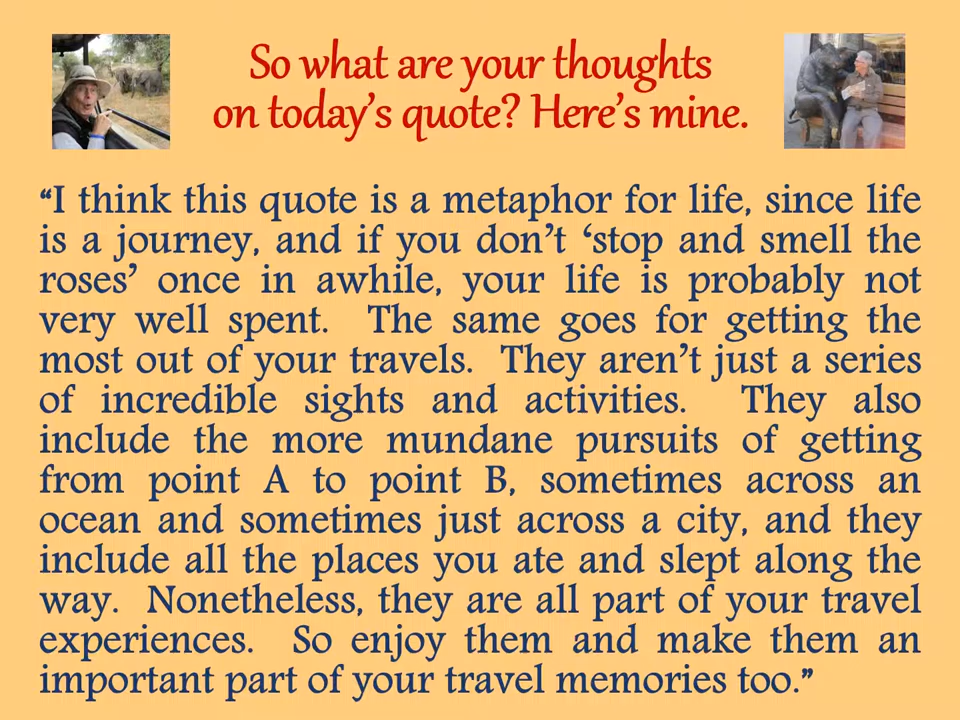 So what are your thoughts
on today’s quote? Here’s mine.
“I think this quote is a metaphor for life, since life
is a journey, and if you don’t ‘stop and smell the
roses’ once in awhile, your life is probably not
very well spent.  The same goes for getting the
most out of your travels.  They aren’t just a series
of incredible sights and activities.  They also
include the more mundane pursuits of getting
from point A to point B, sometimes across an
ocean and sometimes just across a city, and they
include all the places you ate and slept along the
way.  Nonetheless, they are all part of your travel
experiences.  So enjoy them and make them an
important part of your travel memories too.”